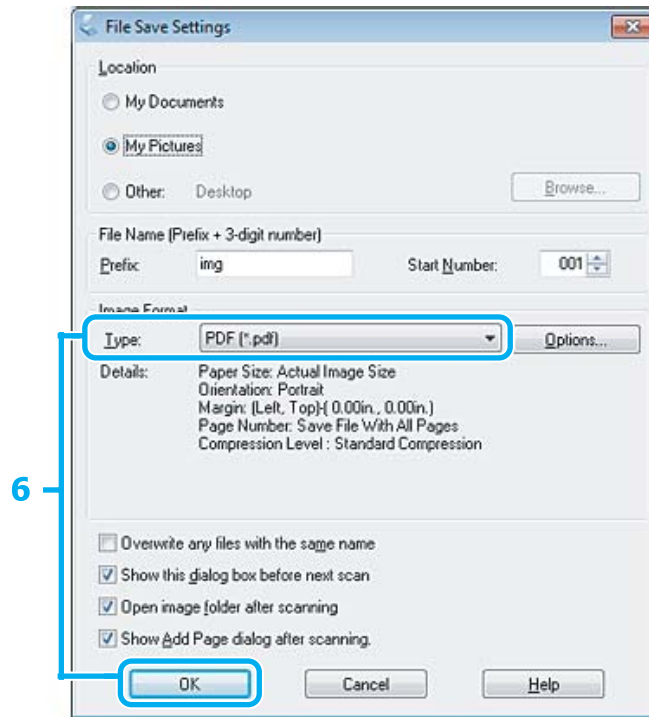 File Save Settings
Location
My Documents
My Pictures
Other: Desktop Browse...
File Name (Prefix + 3-digit number)
Prefix: img Start Number: 001
Image Format
Type: PDF (*.pdf) Options...
Details: Paper Size: Actual Image Size
Orientation: Portrait
Margin: (Left, Top)-( 0.00in., 0.00in.)
Page Number: Save File With All Pages
Compression Level : Standard Compression
6
Overwrite any files with the same name
Show this dialog box before next scan
Open image folder after scanning
Show Add Page dialog after scanning.
OK Cancel Help